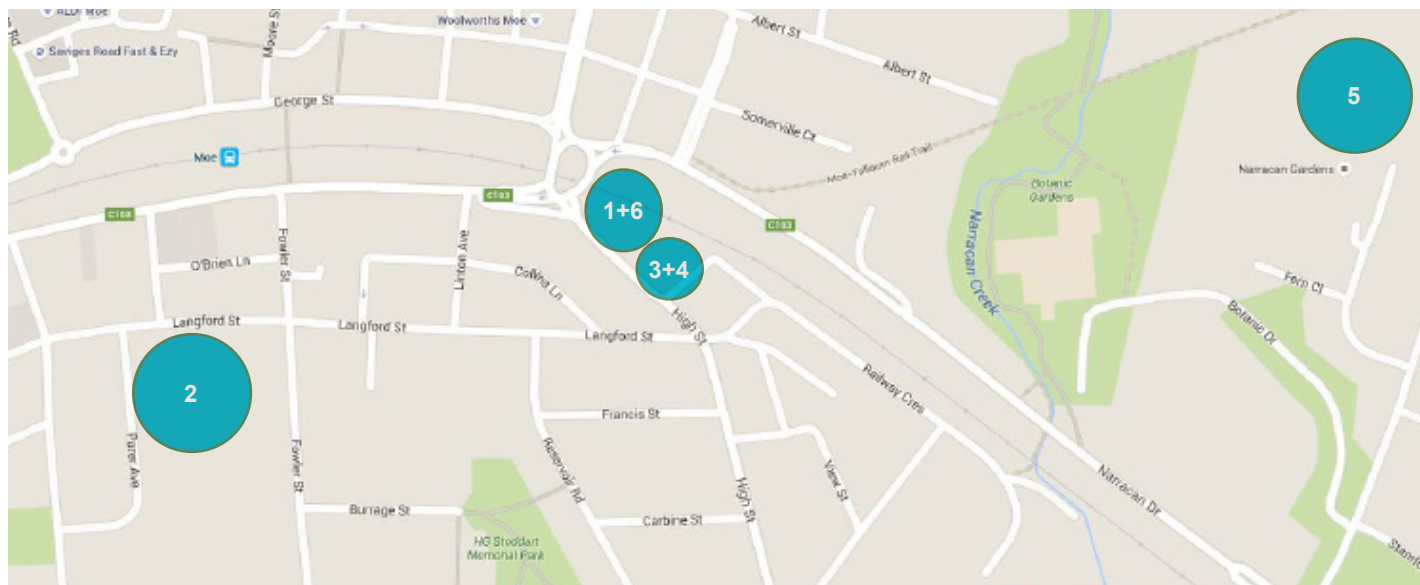 ALDI Moe
Woolworths Moe
Saviges Road Fast & Ezy
Moore St
Albert St
Albert St
5
George St
Somerville Ct
Moe
Moe-Yallourn Rail Trail
Narracan Gardens
Botanic
Gardens
C103
C103
C103
1+6
3+4
Narracan Creek
O'Brien Ln
Fowler St
Linton Ave
Collins Ln
Fern Ct
Botanic Dr
Langford St
Langford St
Langford St
High St
2
Railway Cres
Francis St
Parer Ave
Fowler St
Reservoir Rd
View St
High St
Narracan Dr
Burrage St
Carbine St
HG Stoddart
Memorial Park